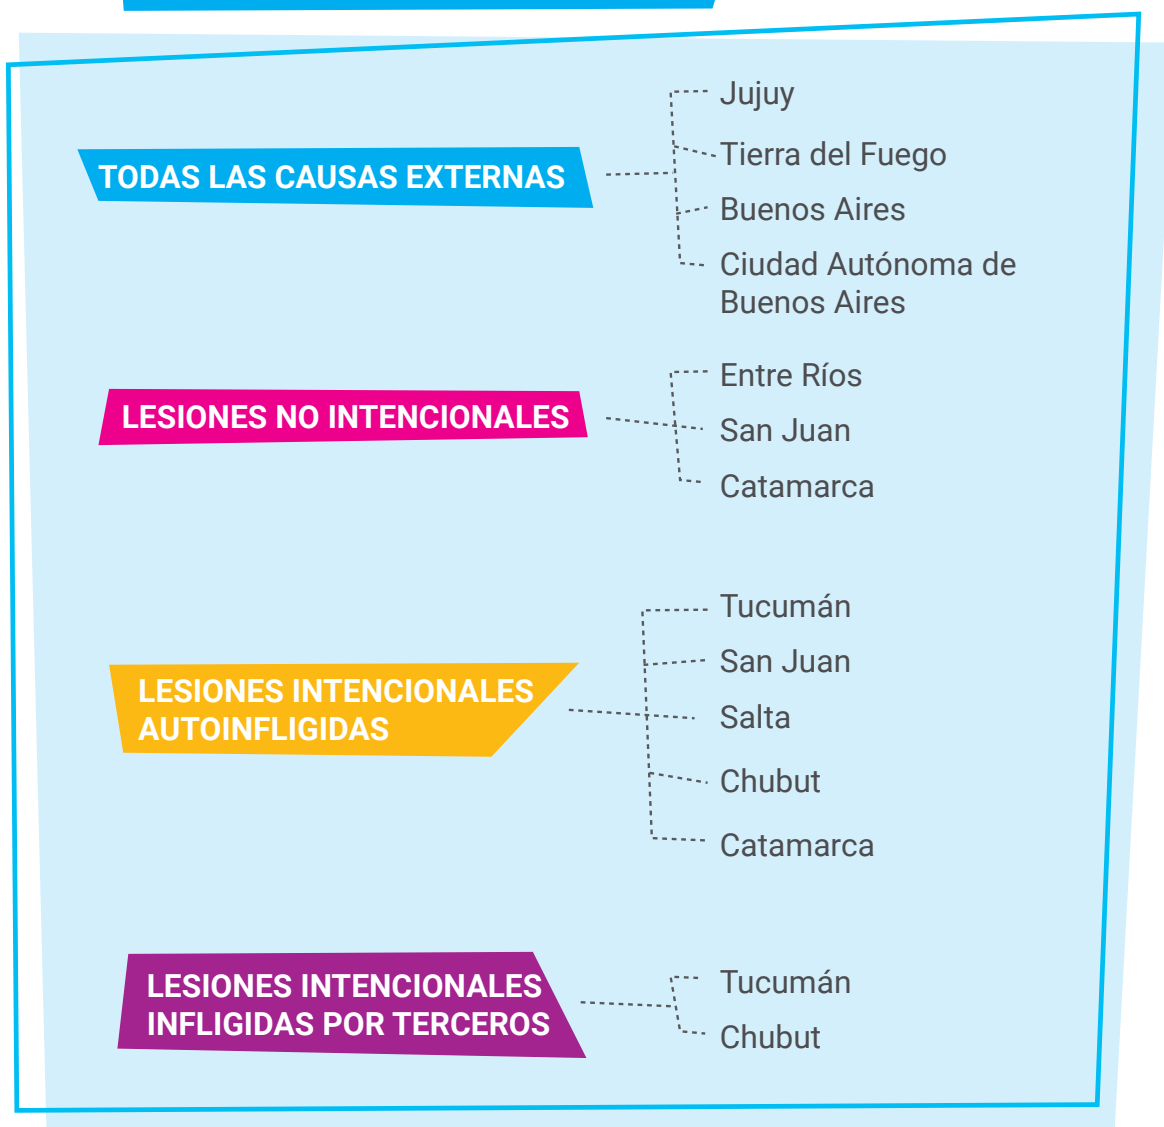 TODAS LAS CAUSAS EXTERNAS
Jujuy
Tierra del Fuego
Buenos Aires
Ciudad Autónoma de
Buenos Aires
LESIONES NO INTENCIONALES
Entre Ríos
San Juan
Catamarca
LESIONES INTENCIONALES
AUTOINFLIGIDAS
Tucumán
San Juan
Salta
Chubut
Catamarca
LESIONES INTENCIONALES
INFLIGIDAS POR TERCEROS
Tucumán
Chubut